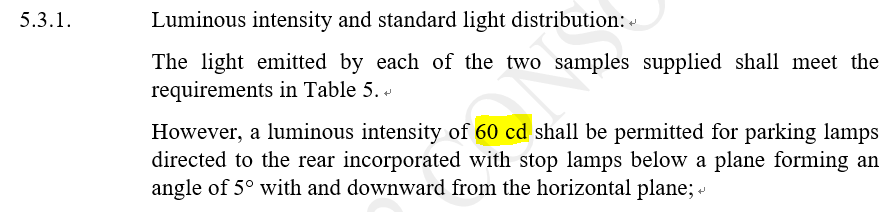 5.3.1. Luminous intensity and standard light distribution:
The light emitted by each of the two samples supplied shall meet the
requirements in Table 5.
However, a luminous intensity of 60 cd shall be permitted for parking lamps
directed to the rear incorporated with stop lamps below a plane forming an
angle of 5° with and downward from the horizontal plane;
CONSO